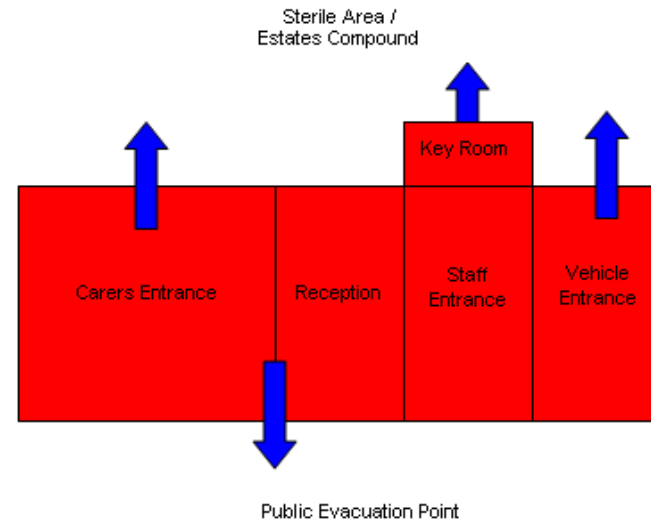 Sterile Area /
Estates Compound
Key Room
Carers Entrance
Reception
Staff
Entrance
Vehicle
Entrance
Public Evacuation Point